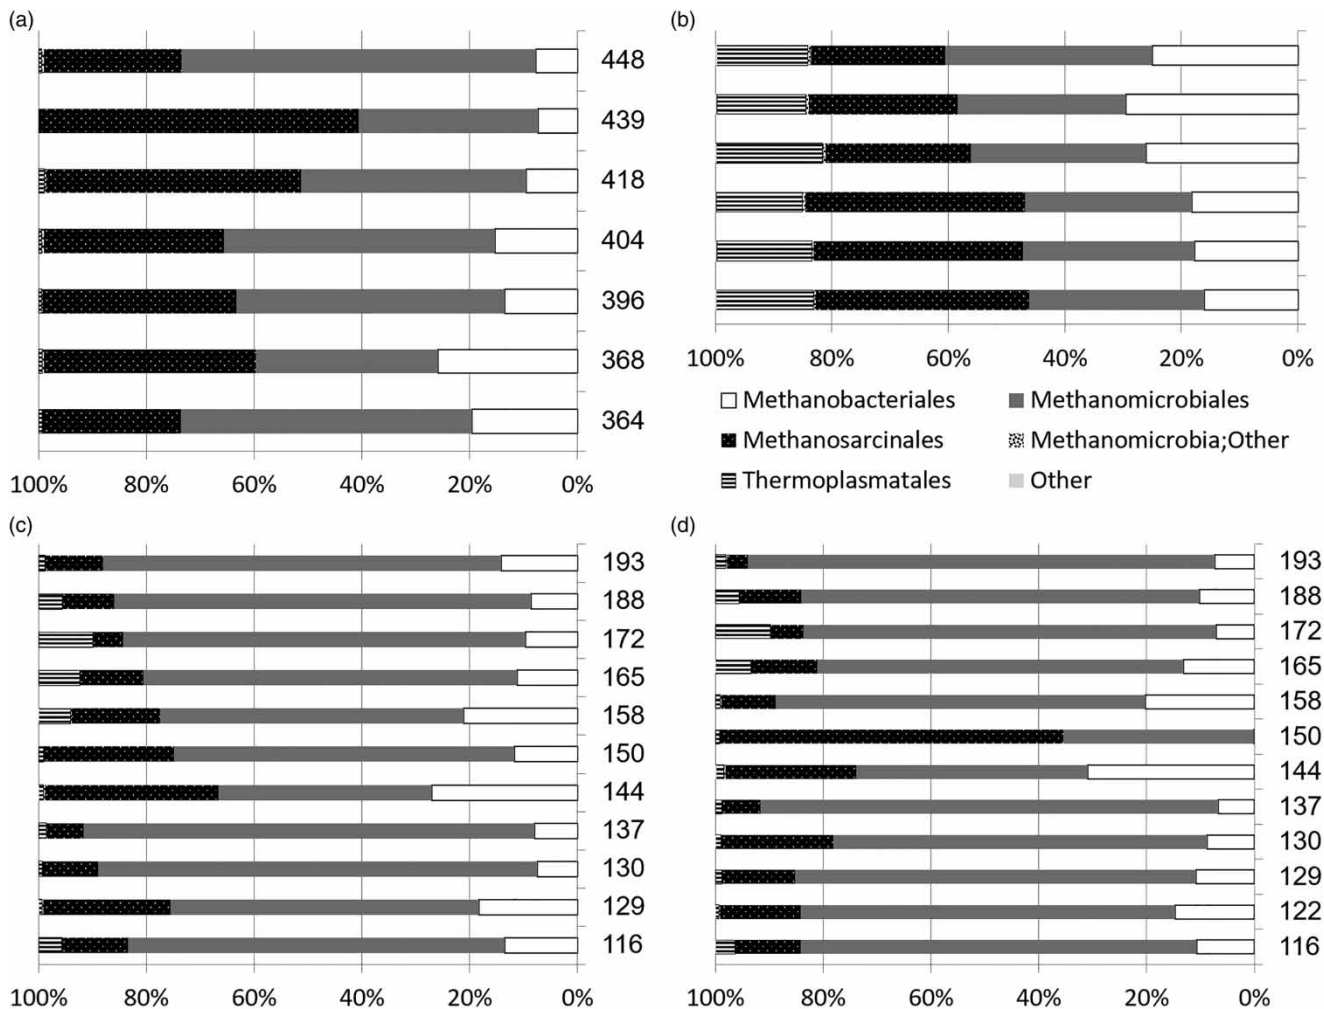 (a)
448
439
418
404
396
368
364
100% 80% 60% 40% 20% 0%
(b)
100% 80% 60% 40% 20% 0%
Methanobacteriales Methanomicrobiales
Methanosarcinales Methanomicrobia;Other
Thermoplasmatales Other
(c)
193
188
172
165
158
150
144
137
130
129
116
100% 80% 60% 40% 20% 0%
(d)
193
188
172
165
158
150
144
137
130
129
122
116
100% 80% 60% 40% 20% 0%